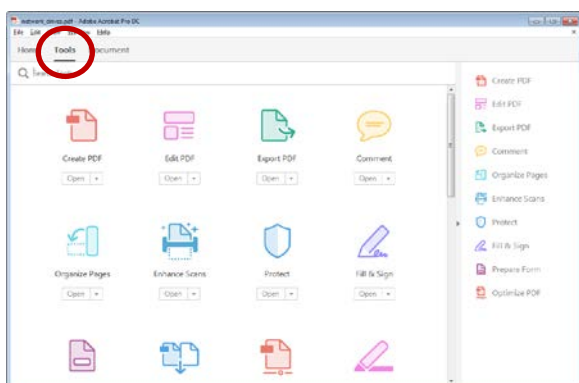 network_drives.pdf - Adobe Acrobat Pro DC
Tools
Create PDF
Edit PDF
Export PDF
Comment
Open
Open
Open
Open
Organize Pages
Enhance Scans
Protect
Fill & Sign
Open
Open
Open
Open
Create PDF
Edit PDF
Export PDF
Comment
Organize Pages
Enhance Scans
Protect
Fill & Sign
Prepare Form
Optimize PDF